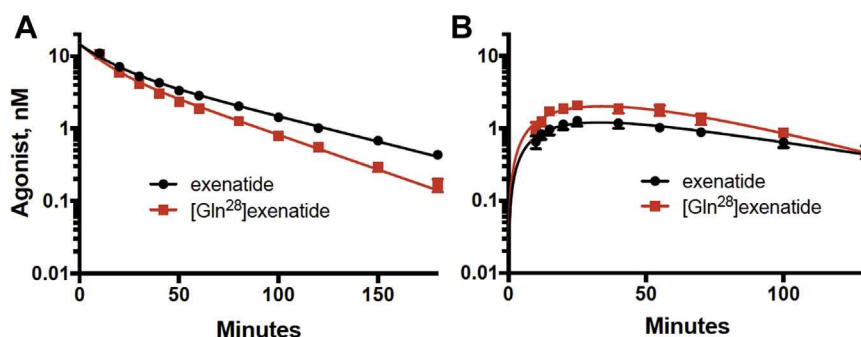 A
Agonist, nM
10
1
0.1
0.01
exenatide
[Gln28]exenatide
0
50
100
150
Minutes
B
10
1
0.1
0.01
exenatide
[Gln28]exenatide
0
50
100
Minutes